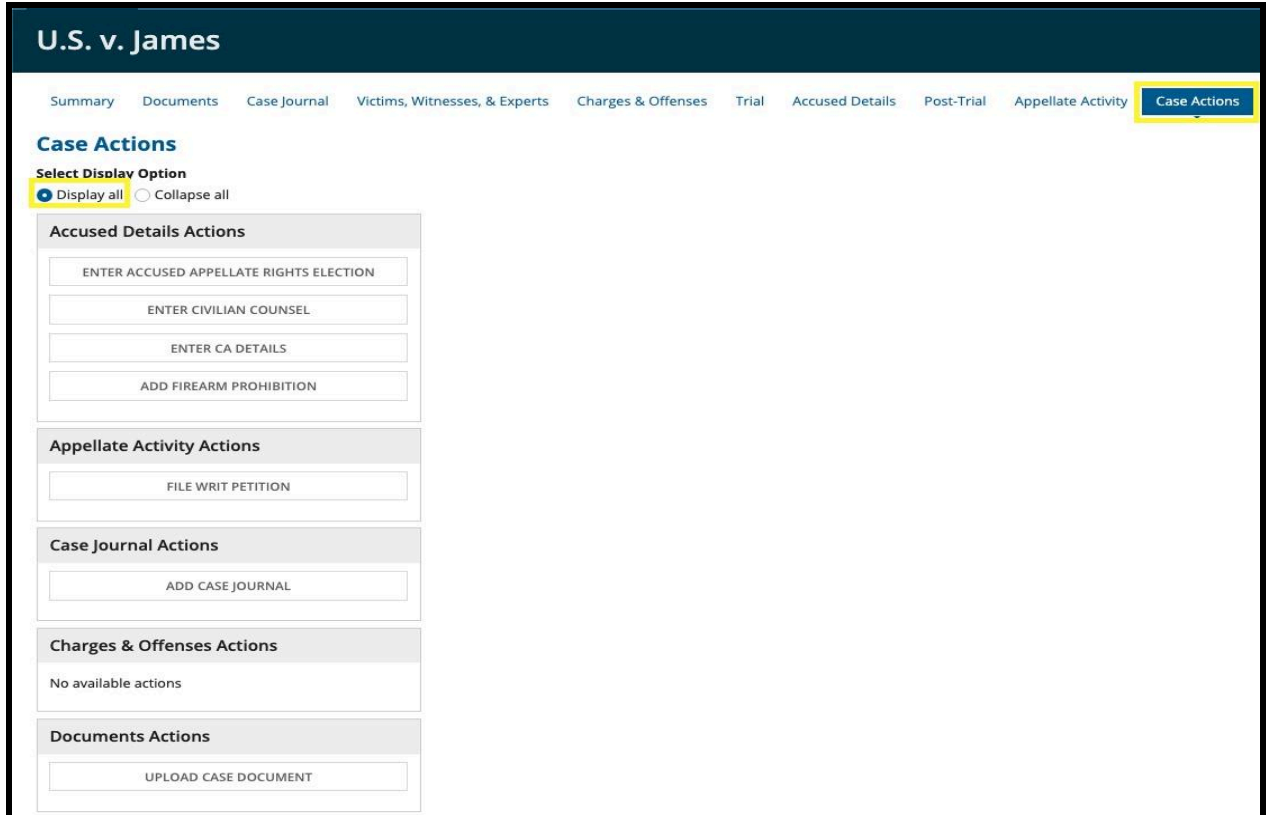 U.S. v. James
Summary Documents Case Journal Victims, Witnesses, & Experts Charges & Offenses Trial Accused Details Post-Trial Appellate Activity Case Actions
Case Actions
Select Display Option
Display all Collapse all
Accused Details Actions
ENTER ACCUSED APPELLATE RIGHTS ELECTION
ENTER CIVILIAN COUNSEL
ENTER CA DETAILS
ADD FIREARM PROHIBITION
Appellate Activity Actions
FILE WRIT PETITION
Case Journal Actions
ADD CASE JOURNAL
Charges & Offenses Actions
No available actions
Documents Actions
UPLOAD CASE DOCUMENT